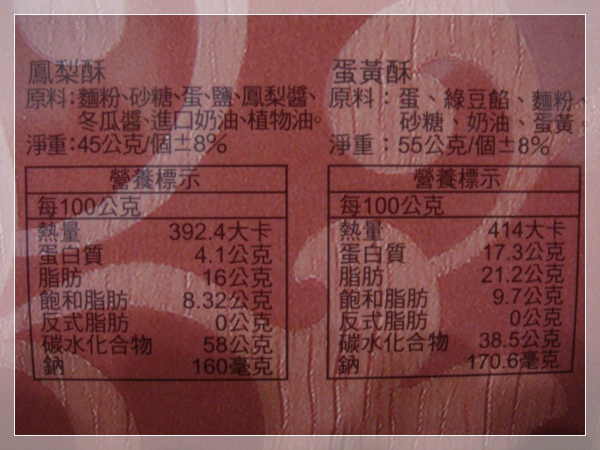 鳳梨酥
原料:麵粉、砂糖、蛋、鹽、鳳梨醬、
冬瓜醬、進口奶油、植物油。
淨重:45公克/個±8%
營養標示
每100公克
熱量 392.4大卡
蛋白質 4.1公克
脂肪 16公克
飽和脂肪 8.32公克
反式脂肪 0公克
碳水化合物 58公克
鈉 160毫克
蛋黃酥
原料：蛋、綠豆餡、麵粉、
砂糖、奶油、蛋黃。
淨重：55公克/個±8%
營養標示
每100公克
熱量 414大卡
蛋白質 17.3公克
脂肪 21.2公克
飽和脂肪 9.7公克
反式脂肪 0公克
碳水化合物 38.5公克
鈉 170.6毫克